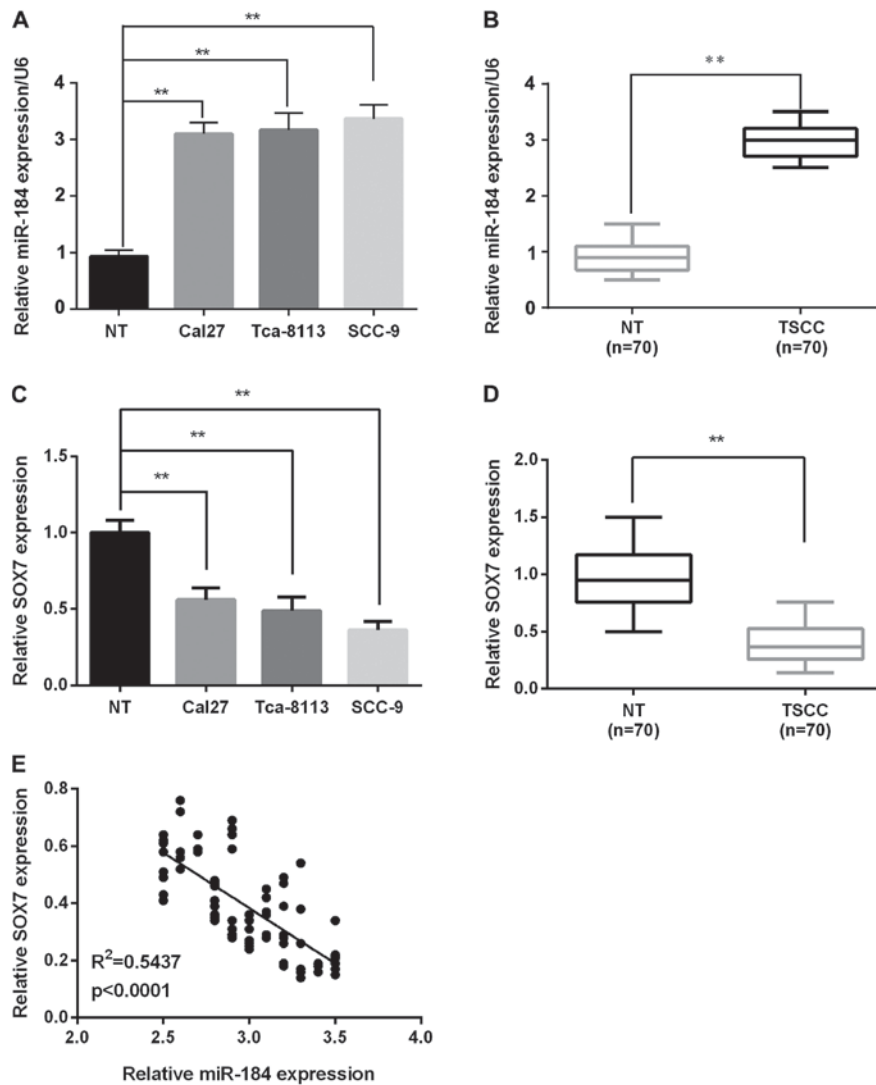 A
**
**
**
Relative miR-184 expression/U6
4
3
2
1
0
NT Cal27 Tca-8113 SCC-9
B
**
Relative miR-184 expression/U6
4
3
2
1
0
NT TSCC
(n=70) (n=70)
C
**
**
**
Relative SOX7 expression
1.5
1.0
0.5
0.0
NT Cal27 Tca-8113 SCC-9
D
**
Relative SOX7 expression
2.0
1.5
1.0
0.5
0.0
NT TSCC
(n=70) (n=70)
E
Relative SOX7 expression
0.8
0.6
0.4
0.2
0.0
R²=0.5437
p<0.0001
2.0 2.5 3.0 3.5 4.0
Relative miR-184 expression